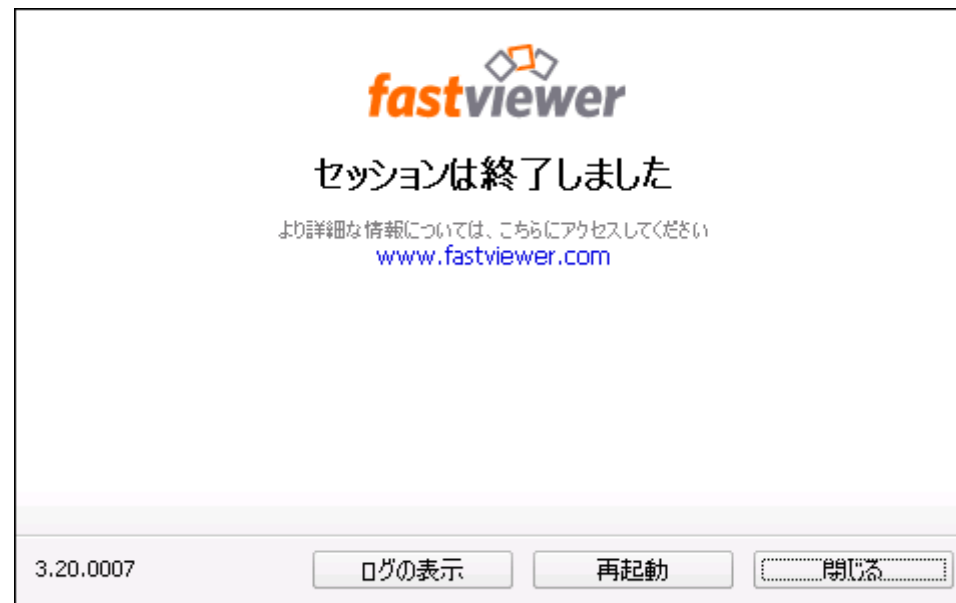 fastviewer
セッションは終了しました
より詳細な情報については、こちらにアクセスしてください
www.fastviewer.com
3.20.0007 ログの表示 再起動 閉じる